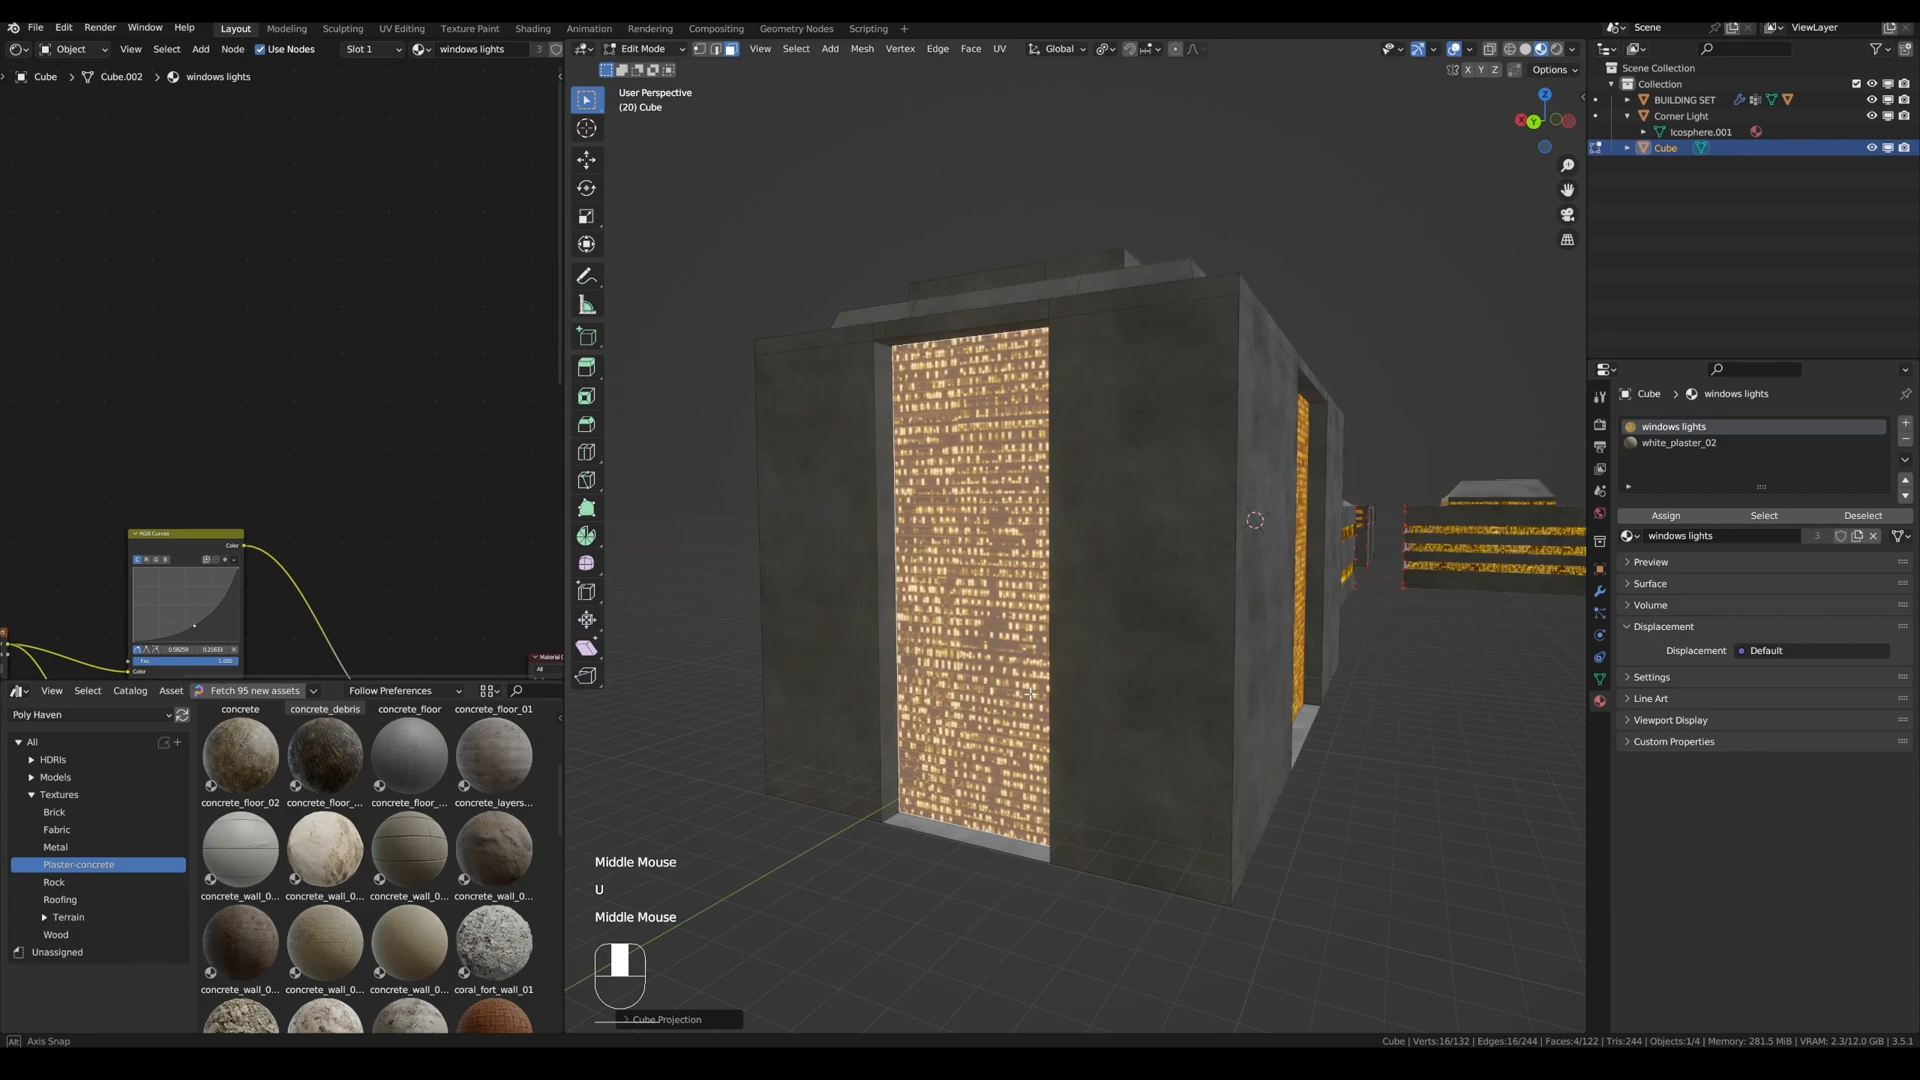 File Edit Render Window Help Layout Modeling Sculpting UV Editing Texture Paint Shading Animation Rendering Compositing Geometry Nodes Scripting + Scene ViewLayer
Object View Select Add Node Use Nodes Slot 1 windows lights 3 Edit Mode View Select Add Mesh Vertex Edge Face UV Global
Cube > Cube.002 > windows lights
X Y Z Options
User Perspective
(20) Cube
Z
X
Y
Scene Collection
Collection
BUILDING SET
Corner Light
Icosphere.001
Cube
Cube > windows lights
windows lights
white_plaster_02
Assign Select Deselect
windows lights 3
Preview
Surface
Volume
Displacement
Displacement Default
Settings
Line Art
Viewport Display
Custom Properties
RGB Curves
Color
C R G B
0.58259 0.21633
Fac 1.000
Color
All
View Select Catalog Asset Fetch 95 new assets Follow Preferences
Poly Haven
All
HDRIs
Models
Textures
Brick
Fabric
Metal
Plaster-concrete
Rock
Roofing
Terrain
Wood
Unassigned
concrete concrete_debris concrete_floor concrete_floor_01
concrete_floor_02 concrete_floor_... concrete_floor_... concrete_layers...
concrete_wall_0... concrete_wall_0... concrete_wall_0... concrete_wall_0...
concrete_wall_0... concrete_wall_0... concrete_wall_0... coral_fort_wall_01
Middle Mouse
U
Middle Mouse
Cube Projection
Alt Axis Snap
Cube | Verts:16/132 | Edges:16/244 | Faces:4/122 | Tris:244 | Objects:1/4 | Memory: 281.5 MiB | VRAM: 2.3/12.0 GiB | 3.5.1